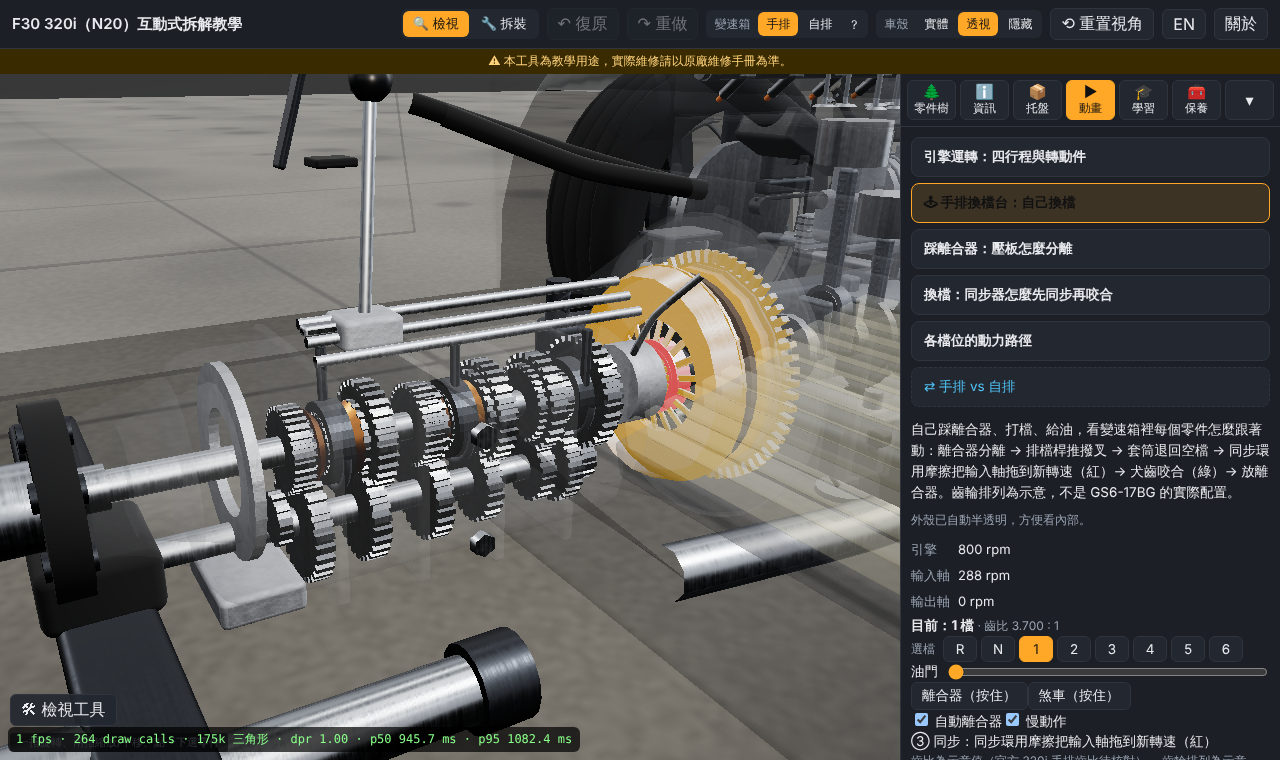 F30 320i（N20）互動式拆解教學
🔍 檢視 🔧 拆裝 ↶ 復原 ↷ 重做 變速箱 手排 自排 ? 車殼 實體 透視 隱藏 ⟲ 重置視角 EN 關於
⚠ 本工具為教學用途，實際維修請以原廠維修手冊為準。
零件樹 資訊 托盤 動畫 學習 保養 ▼
引擎運轉：四行程與轉動件
🕹 手排換檔台：自己換檔
踩離合器：壓板怎麼分離
換檔：同步器怎麼先同步再咬合
各檔位的動力路徑
⇄ 手排 vs 自排
自己踩離合器、打檔、給油，看變速箱裡每個零件怎麼跟著
動：離合器分離 → 排檔桿推撥叉 → 套筒退回空檔 → 同步環
用摩擦把輸入軸拖到新轉速（紅）→ 犬齒咬合（綠）→ 放離
合器。齒輪排列為示意，不是 GS6-17BG 的實際配置。
外殼已自動半透明，方便看內部。
引擎 800 rpm
輸入軸 288 rpm
輸出軸 0 rpm
目前：1 檔 · 齒比 3.700 : 1
選檔 R N 1 2 3 4 5 6
油門
離合器（按住） 煞車（按住）
自動離合器 慢動作
③ 同步：同步環用摩擦把輸入軸拖到新轉速（紅）
🛠 檢視工具
1 fps · 264 draw calls · 175k 三角形 · dpr 1.00 · p50 945.7 ms · p95 1082.4 ms